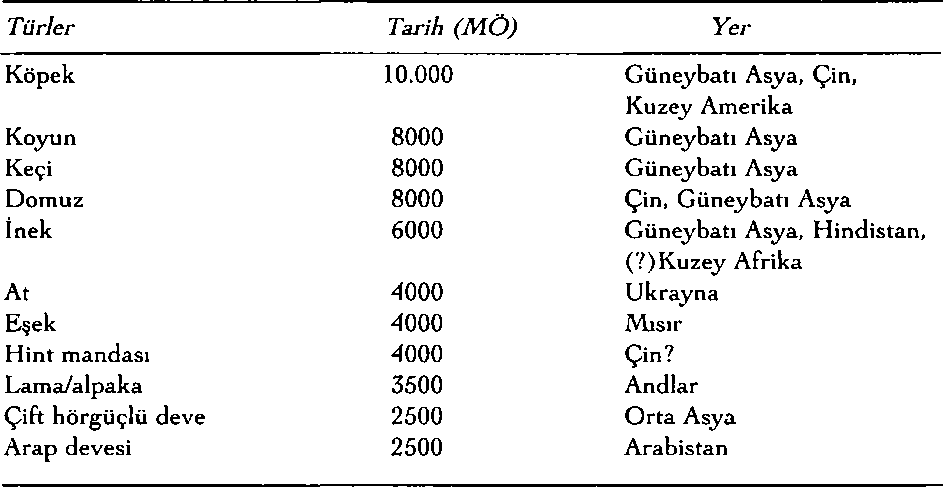 Türler Tarih (MÖ) Yer
Köpek 10.000 Güneybatı Asya, Çin,
Kuzey Amerika
Koyun 8000 Güneybatı Asya
Keçi 8000 Güneybatı Asya
Domuz 8000 Çin, Güneybatı Asya
İnek 6000 Güneybatı Asya, Hindistan,
(?)Kuzey Afrika
At 4000 Ukrayna
Eşek 4000 Mısır
Hint mandası 4000 Çin?
Lama/alpaka 3500 Andlar
Çift hörgüçlü deve 2500 Orta Asya
Arap devesi 2500 Arabistan